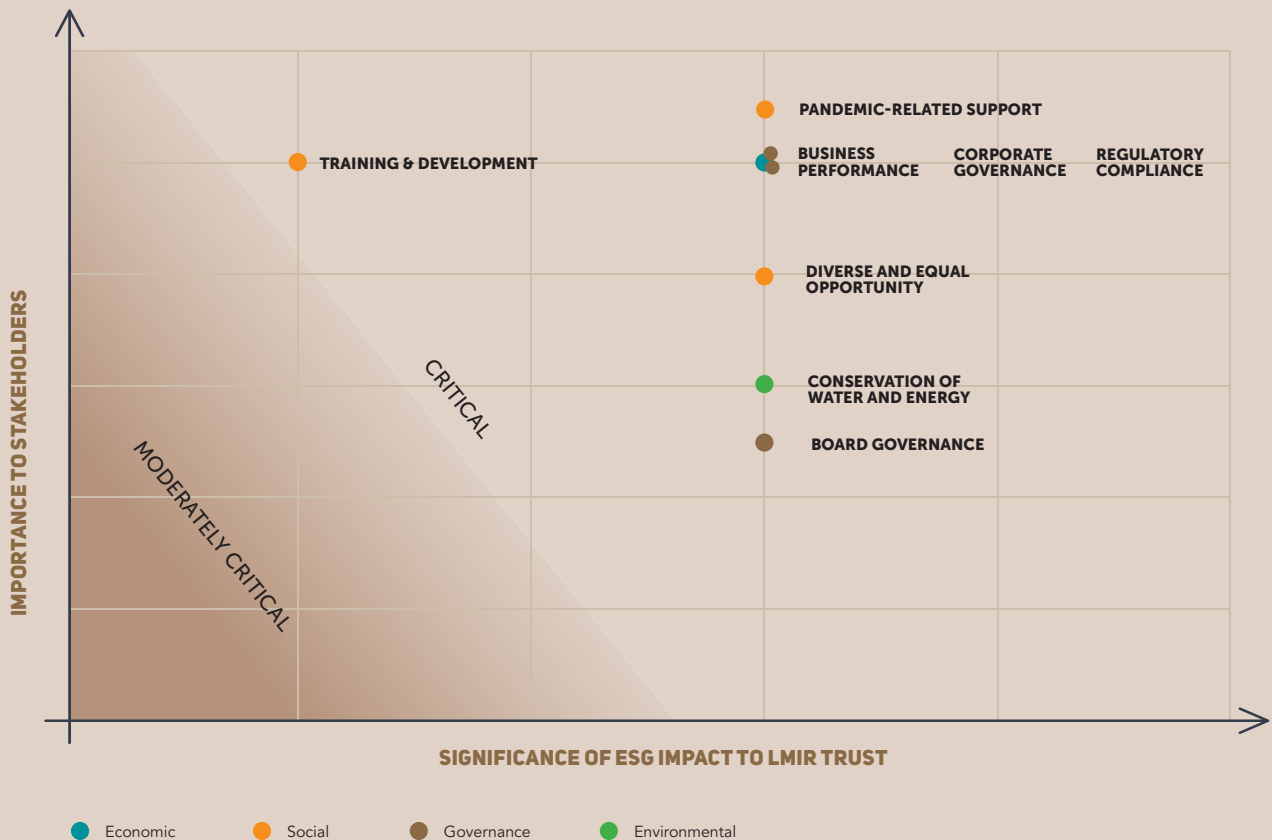 PANDEMIC-RELATED SUPPORT
TRAINING & DEVELOPMENT
BUSINESS
PERFORMANCE
CORPORATE
GOVERNANCE
REGULATORY
COMPLIANCE
DIVERSE AND EQUAL
OPPORTUNITY
CONSERVATION OF
WATER AND ENERGY
BOARD GOVERNANCE
CRITICAL
MODERATELY CRITICAL
IMPORTANCE TO STAKEHOLDERS
SIGNIFICANCE OF ESG IMPACT TO LMIR TRUST
Economic
Social
Governance
Environmental